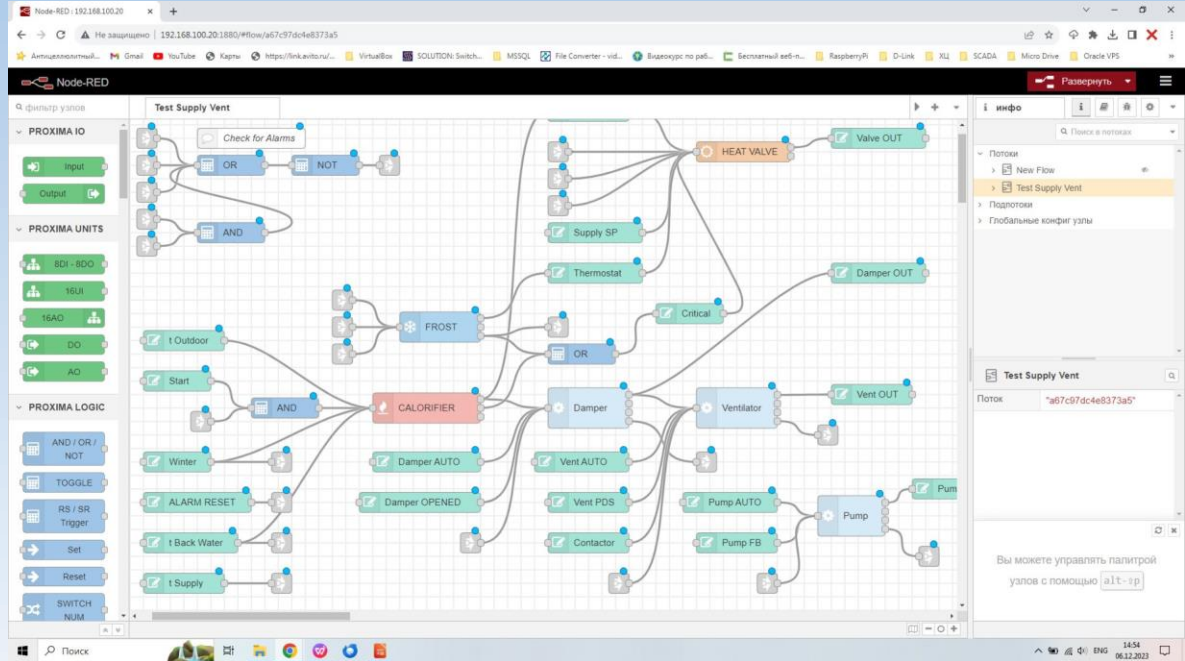 Node-RED : 192.168.100.20
Не защищено 192.168.100.20:1880/#flow/a67c97dc4e8373a5
Антицеллюлитный... Gmail YouTube Карты https://link.avito.ru/... VirtualBox SOLUTION: Switch... MSSQL File Converter - vid... Видеокурс по раб... Бесплатный веб-п... RaspberryPi D-Link ХЦ SCADA Micro Drive Oracle VPS
Node-RED
Развернуть
фильтр узлов
PROXIMA IO
Input
Output
PROXIMA UNITS
8DI - 8DO
16UI
16AO
DO
AO
PROXIMA LOGIC
AND / OR /
NOT
TOGGLE
RS / SR
Trigger
Set
Reset
SWITCH
NUM
Test Supply Vent
Check for Alarms
OR NOT
AND
HEAT VALVE
Valve OUT
Supply SP
Thermostat
Damper OUT
Critical
FROST
OR
t Outdoor
Start
AND
CALORIFIER
Damper
Ventilator
Vent OUT
Winter
Damper AUTO
Vent AUTO
ALARM RESET
Damper OPENED
Vent PDS
Pump AUTO
Pum
Pump
t Back Water
Contactor
Pump FB
t Supply
инфо
Поиск в потоках
Потоки
New Flow
Test Supply Vent
Подпотоки
Глобальные конфиг узлы
Test Supply Vent
Поток "a67c97dc4e8373a5"
Вы можете управлять палитрой
узлов с помощью alt-⇧p
Поиск
ENG
14:54
06.12.2023